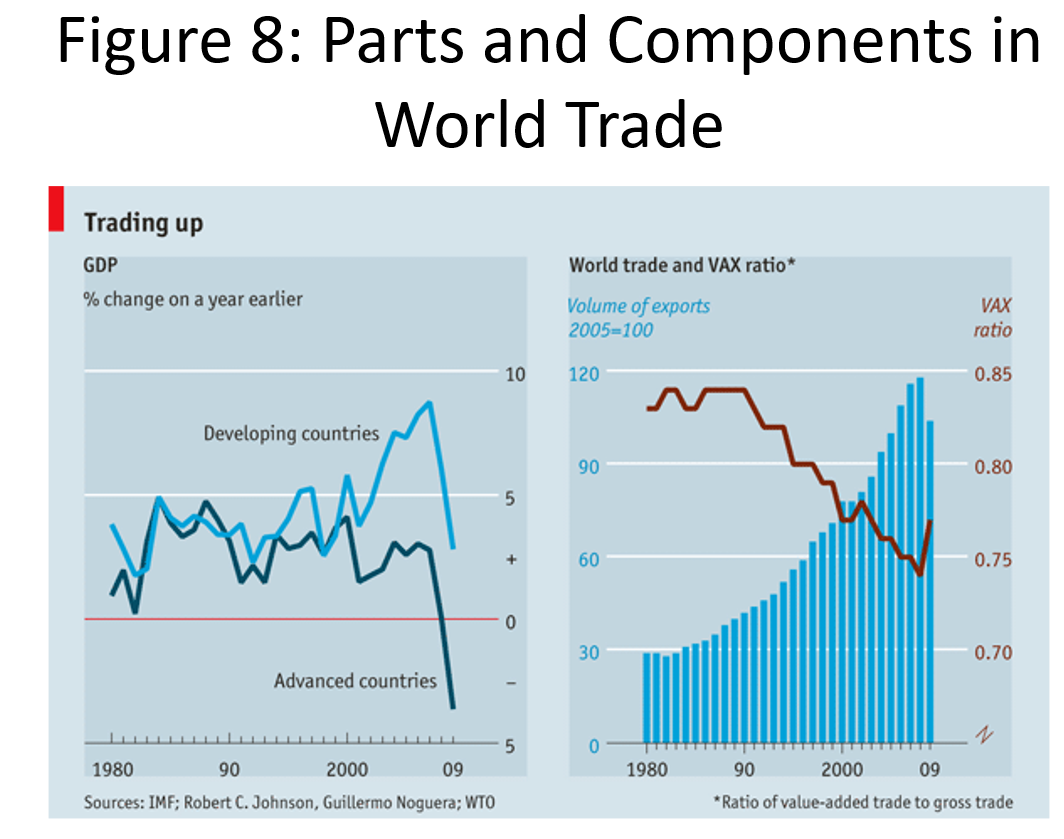 Figure 8: Parts and Components in
World Trade
Trading up
GDP
% change on a year earlier
10
Developing countries
5
+
0
Advanced countries
–
5
1980 90 2000 09
Sources: IMF; Robert C. Johnson, Guillermo Noguera; WTO
World trade and VAX ratio*
Volume of exports
2005=100
VAX
ratio
120 0.85
90 0.80
60 0.75
30 0.70
0
1980 90 2000 09
*Ratio of value-added trade to gross trade